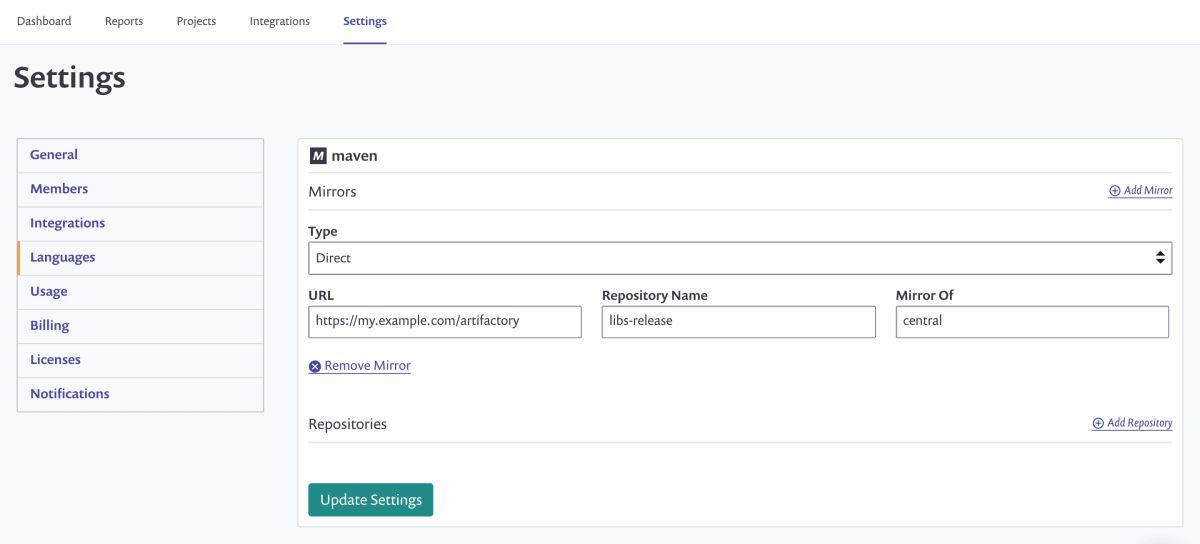 Dashboard Reports Projects Integrations Settings
Settings
General
Members
Integrations
Languages
Usage
Billing
Licenses
Notifications
M maven
Mirrors Add Mirror
Type
Direct
URL Repository Name Mirror Of
https://my.example.com/artifactory libs-release central
Remove Mirror
Repositories Add Repository
Update Settings